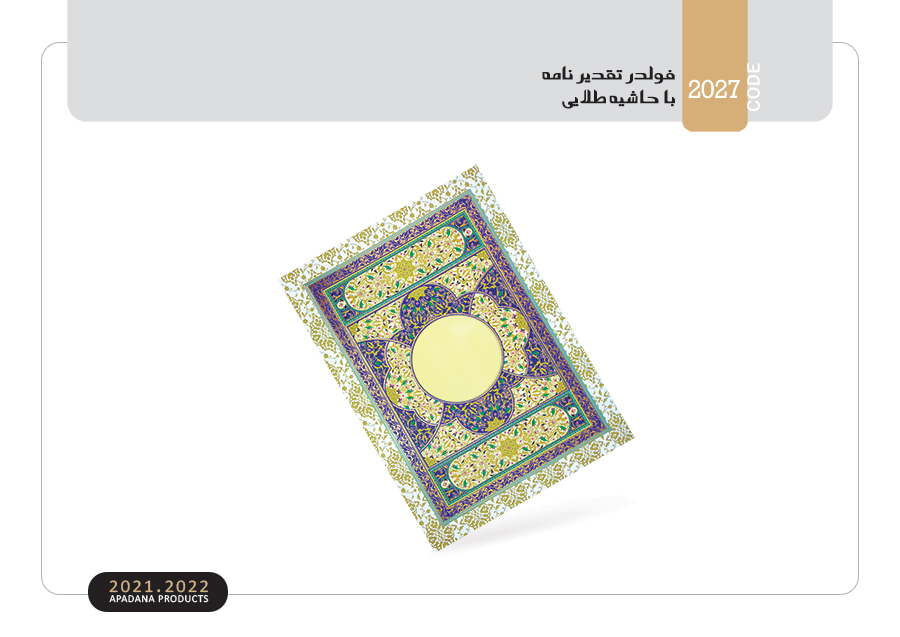 فولدر تقدیر نامه
با حاشیه طلایی
2027
CODE
2021.2022
APADANA PRODUCTS